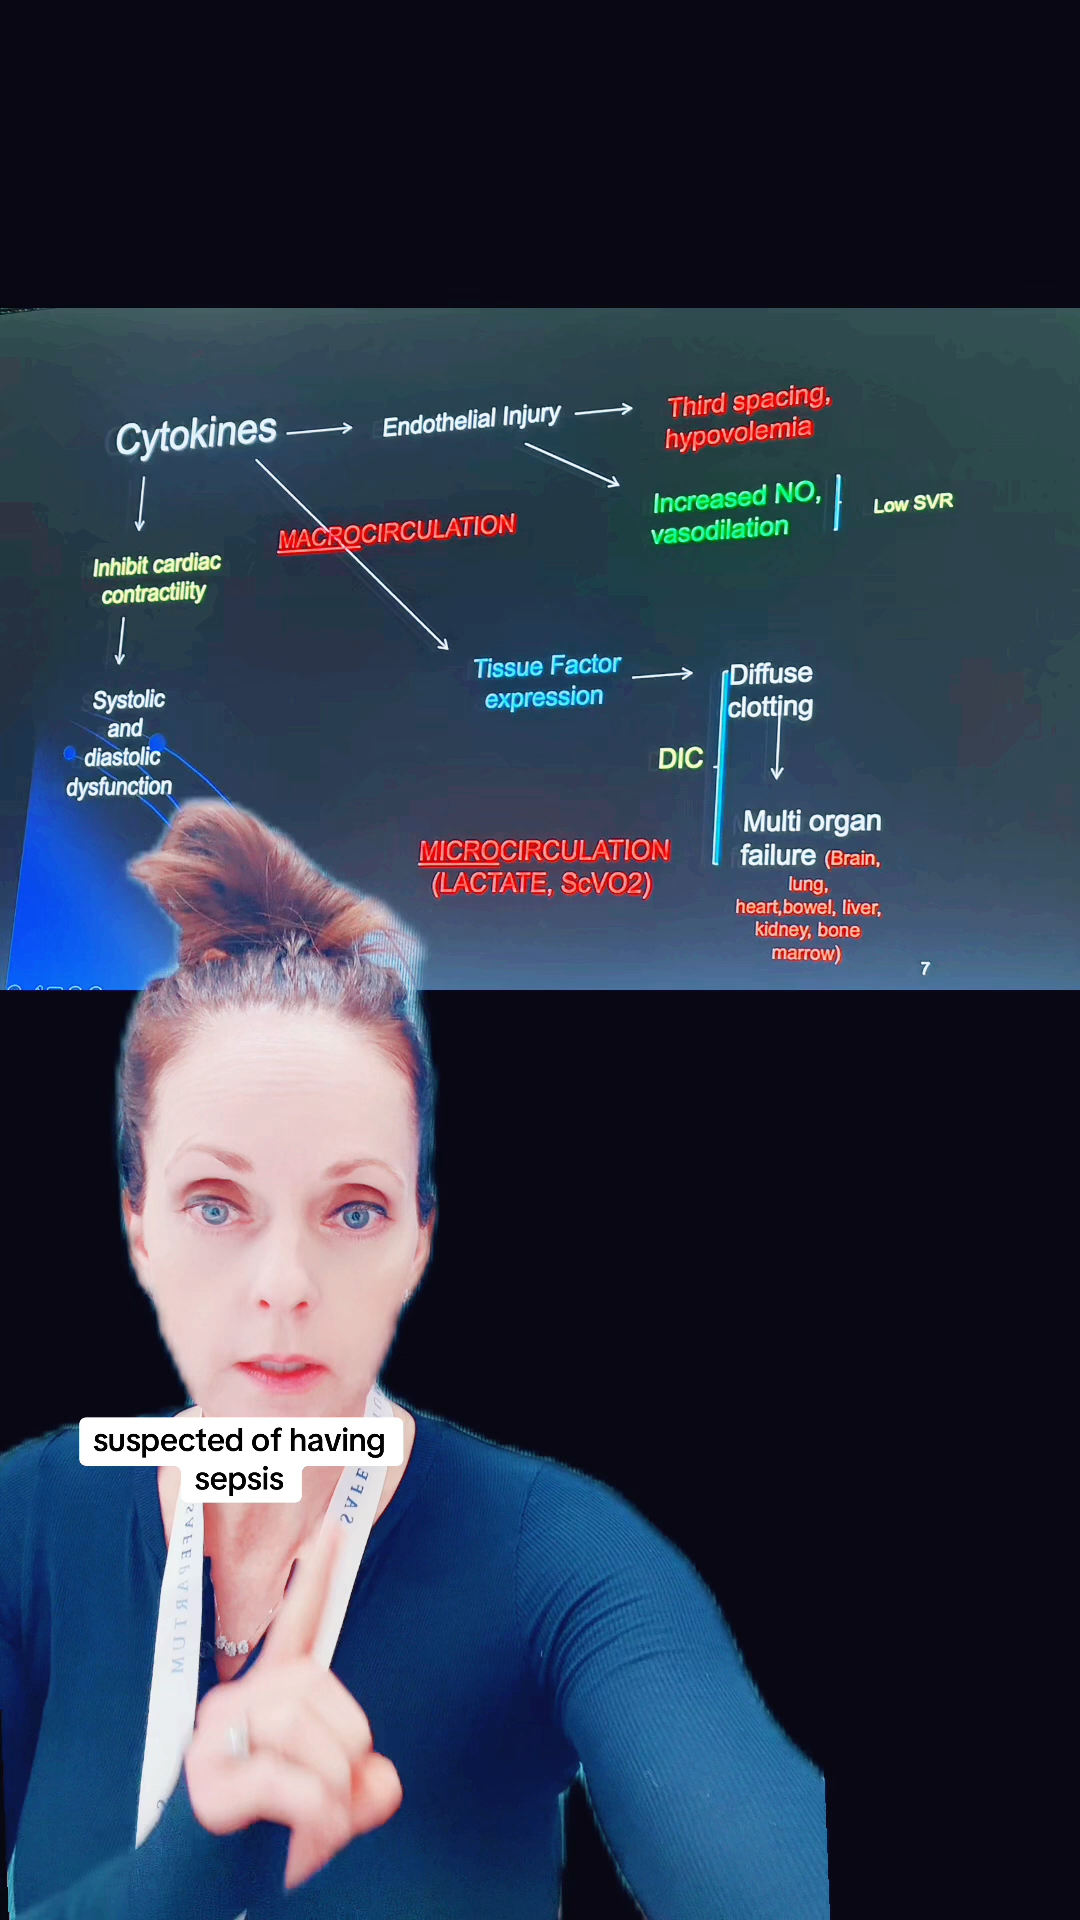 Cytokines
Endothelial Injury
Third spacing,
hypovolemia
Increased NO,
vasodilation
Low SVR
MACROCIRCULATION
Inhibit cardiac
contractility
Systolic
and
diastolic
dysfunction
Tissue Factor
expression
Diffuse
clotting
DIC
Multi organ
failure (Brain,
lung,
heart,bowel, liver,
kidney, bone
marrow)
MICROCIRCULATION
(LACTATE, ScVO2)
7
suspected of having
sepsis
SAFEPARTUM
SAFE